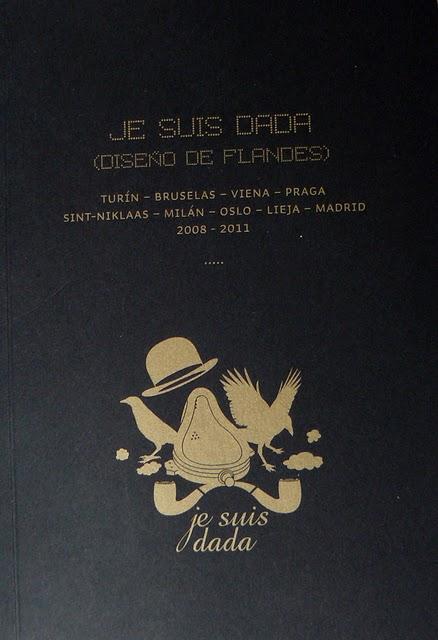 JE SUIS DADA
(DISEÑO DE FLANDES)
TURÍN – BRUSELAS – VIENA – PRAGA
SINT-NIKLAAS – MILÁN – OSLO – LIEJA – MADRID
2008 - 2011
.....
je suis
dada